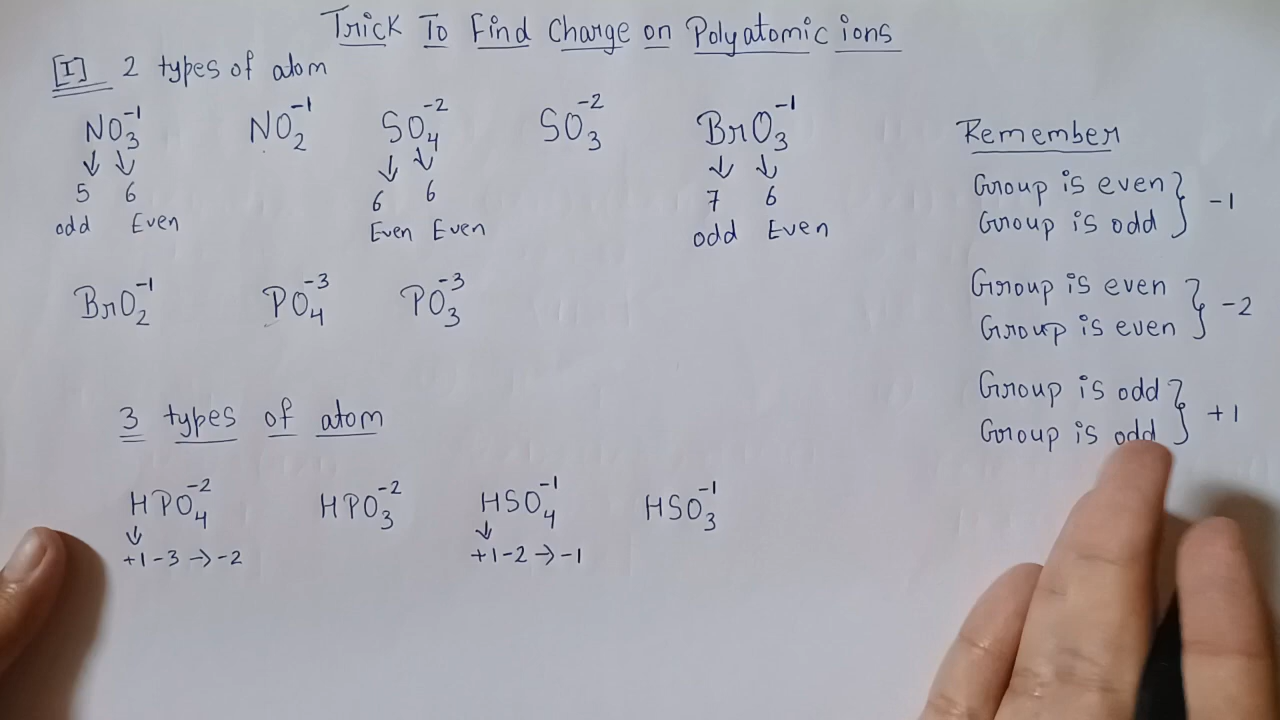 Trick To Find Charge on Polyatomic ions
[I] 2 types of atom
NO₃⁻¹ NO₂⁻¹ SO₄⁻² SO₃⁻² BrO₃⁻¹
↓ ↓ ↓ ↓ ↓ ↓
5 6 6 6 7 6
odd Even Even Even odd Even
BrO₂⁻¹ PO₄⁻³ PO₃⁻³
3 types of atom
HPO₄⁻² HPO₃⁻² HSO₄⁻¹ HSO₃⁻¹
↓ ↓
+1-3→-2 +1-2→-1
Remember
Group is even
Group is odd } -1
Group is even
Group is even } -2
Group is odd
Group is odd } +1